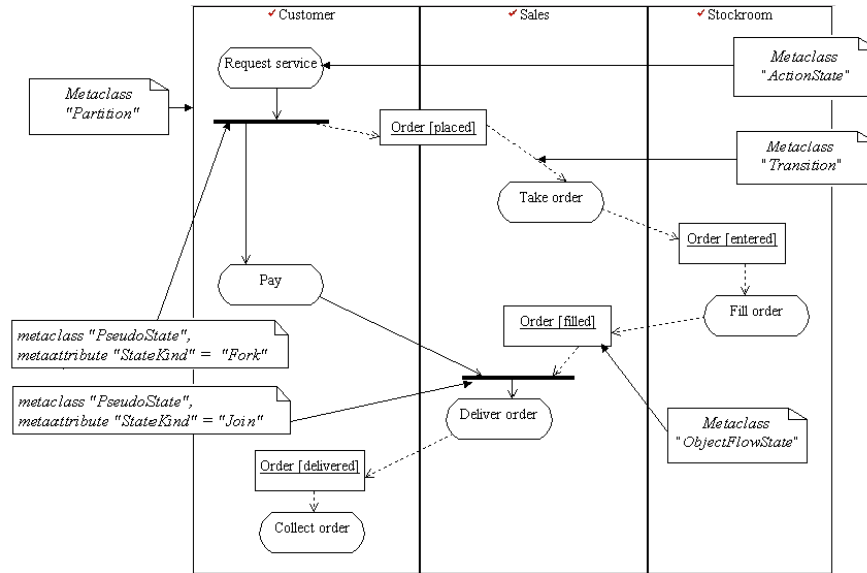 Customer
Sales
Stockroom
Request service
Metaclass
"ActionState"
Metaclass
"Partition"
Order [placed]
Metaclass
"Transition"
Take order
Order [entered]
Pay
Order [filled]
Fill order
metaclass "PseudoState",
metaattribute "StateKind" = "Fork"
metaclass "PseudoState",
metaattribute "StateKind" = "Join"
Deliver order
Metaclass
"ObjectFlowState"
Order [delivered]
Collect order